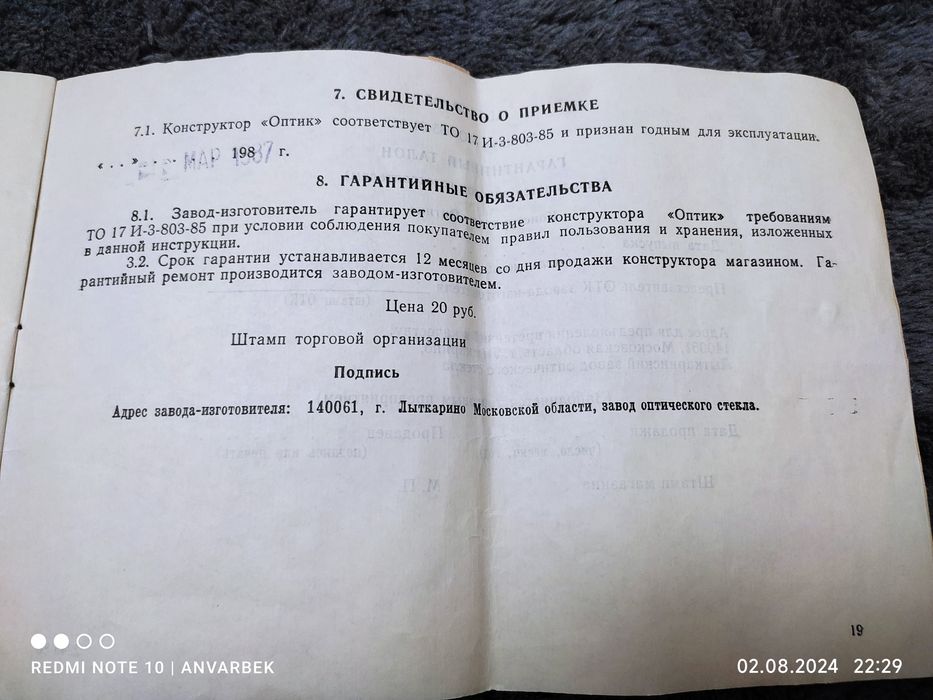 7. СВИДЕТЕЛЬСТВО О ПРИЕМКЕ
7.1. Конструктор «Оптик» соответствует ТО 17 И-3-803-85 и признан годным для эксплуатации.
« . . » . . . . . 198 г.
МАР 1987
8. ГАРАНТИЙНЫЕ ОБЯЗАТЕЛЬСТВА
8.1. Завод-изготовитель гарантирует соответствие конструктора «Оптик» требованиям
ТО 17 И-3-803-85 при условии соблюдения покупателем правил пользования и хранения, изложенных
в данной инструкции.
3.2. Срок гарантии устанавливается 12 месяцев со дня продажи конструктора магазином. Га-
рантийный ремонт производится заводом-изготовителем.
Цена 20 руб.
Штамп торговой организации
Подпись
Адрес завода-изготовителя: 140061, г. Лыткарино Московской области, завод оптического стекла.
19
REDMI NOTE 10 | ANVARBEK
02.08.2024 22:29